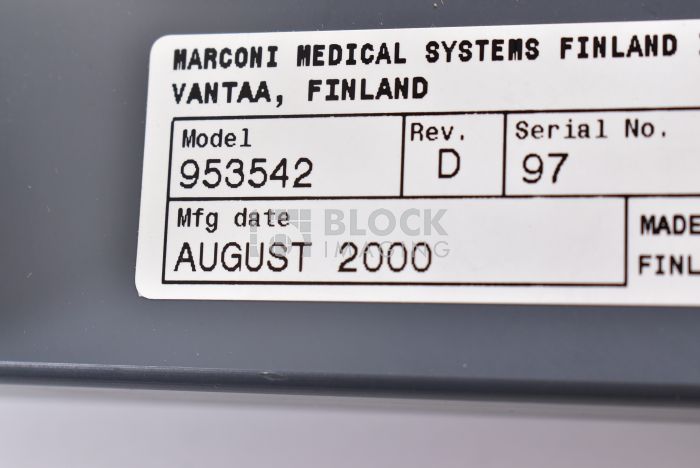 MARCONI MEDICAL SYSTEMS FINLAND
VANTAA, FINLAND
Model
953542
Rev.
D
Serial No.
97
Mfg date
AUGUST 2000
MADE
FINL
BLOCK
IMAGING